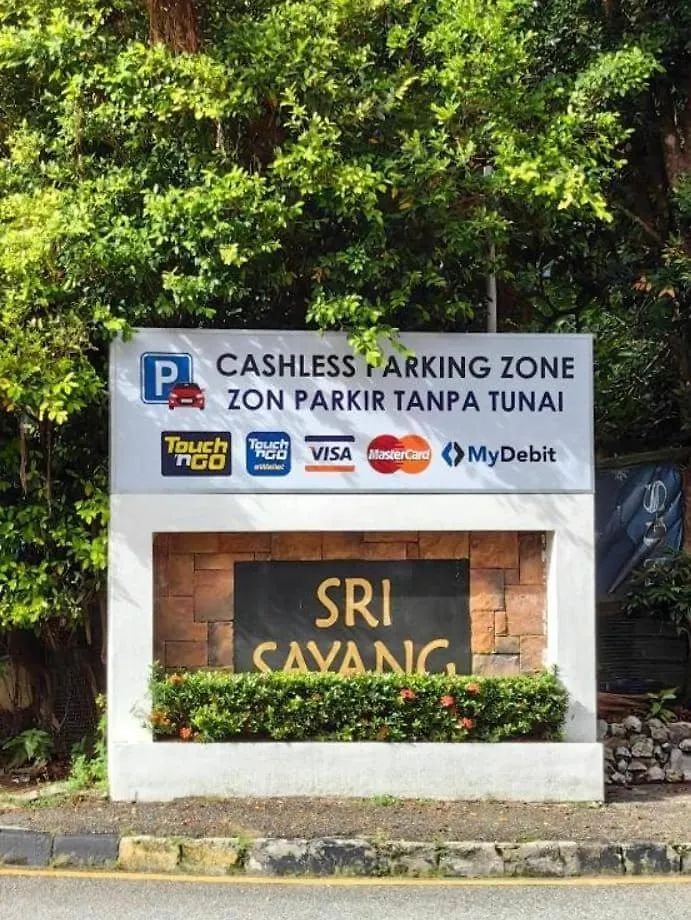 P CASHLESS PARKING ZONE
ZON PARKIR TANPA TUNAI
Touch 'n GO Touch 'n GO eWallet VISA MasterCard MyDebit
SRI
SAYANG